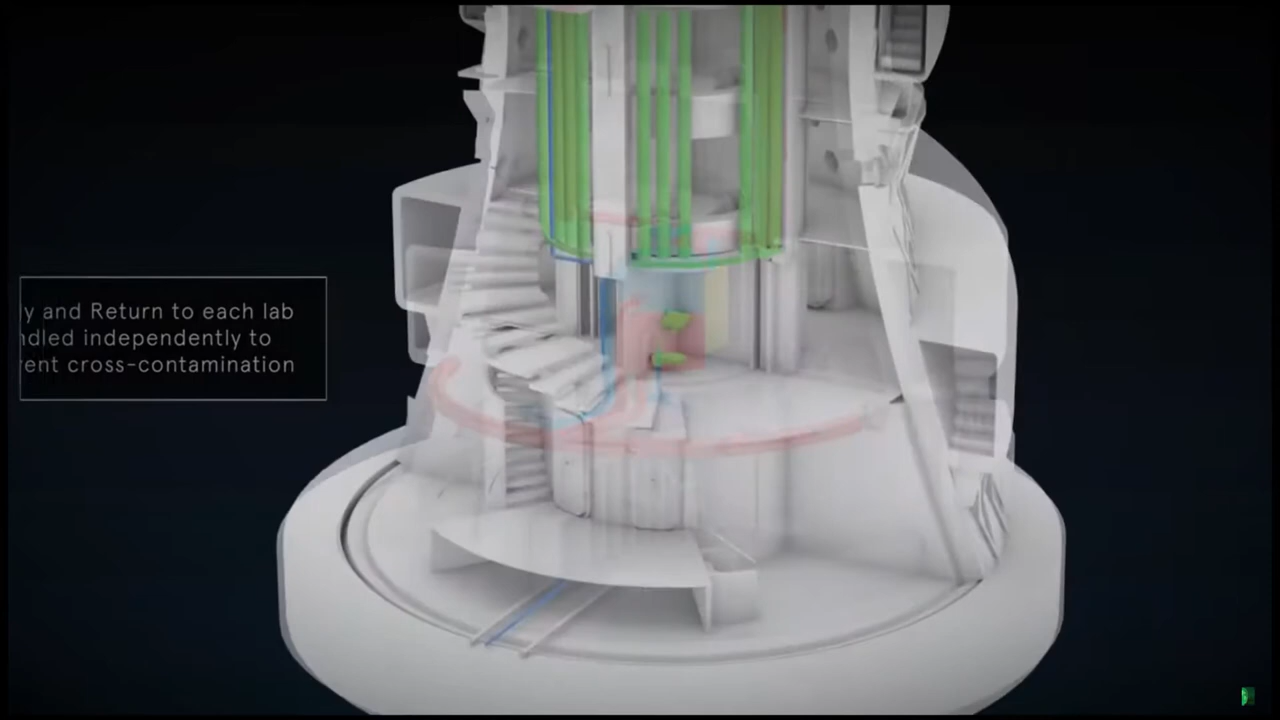 y and Return to each lab
ndled independently to
ent cross-contamination